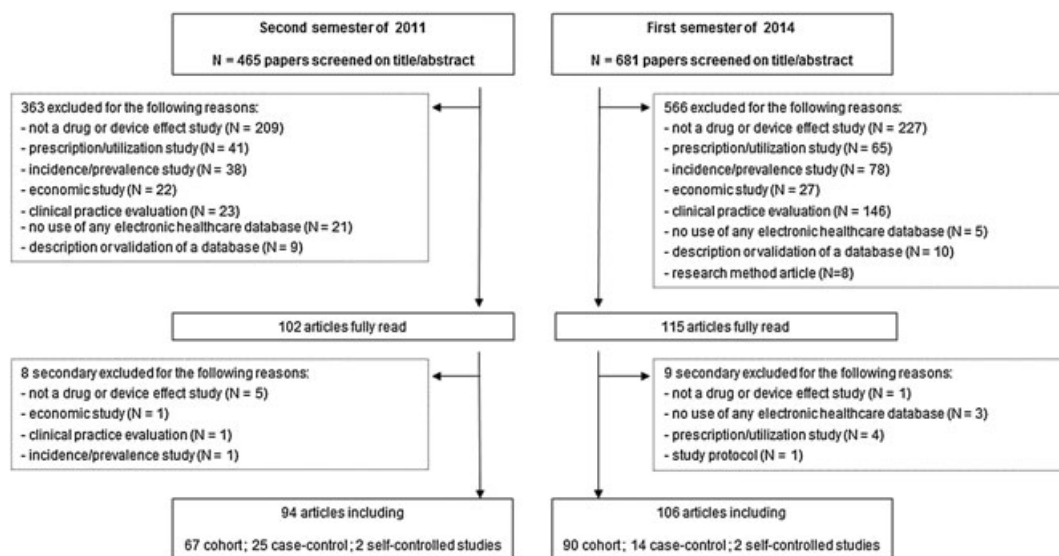 Second semester of 2011
N = 465 papers screened on title/abstract
363 excluded for the following reasons:
- not a drug or device effect study (N = 209)
- prescription/utilization study (N = 41)
- incidence/prevalence study (N = 38)
- economic study (N = 22)
- clinical practice evaluation (N = 23)
- no use of any electronic healthcare database (N = 21)
- description or validation of a database (N = 9)
102 articles fully read
8 secondary excluded for the following reasons:
- not a drug or device effect study (N = 5)
- economic study (N = 1)
- clinical practice evaluation (N = 1)
- incidence/prevalence study (N = 1)
94 articles including
67 cohort; 25 case-control; 2 self-controlled studies
First semester of 2014
N = 681 papers screened on title/abstract
566 excluded for the following reasons:
- not a drug or device effect study (N = 227)
- prescription/utilization study (N = 65)
- incidence/prevalence study (N = 78)
- economic study (N = 27)
- clinical practice evaluation (N = 146)
- no use of any electronic healthcare database (N = 5)
- description or validation of a database (N = 10)
- research method article (N=8)
115 articles fully read
9 secondary excluded for the following reasons:
- not a drug or device effect study (N = 1)
- no use of any electronic healthcare database (N = 3)
- prescription/utilization study (N = 4)
- study protocol (N = 1)
106 articles including
90 cohort; 14 case-control; 2 self-controlled studies